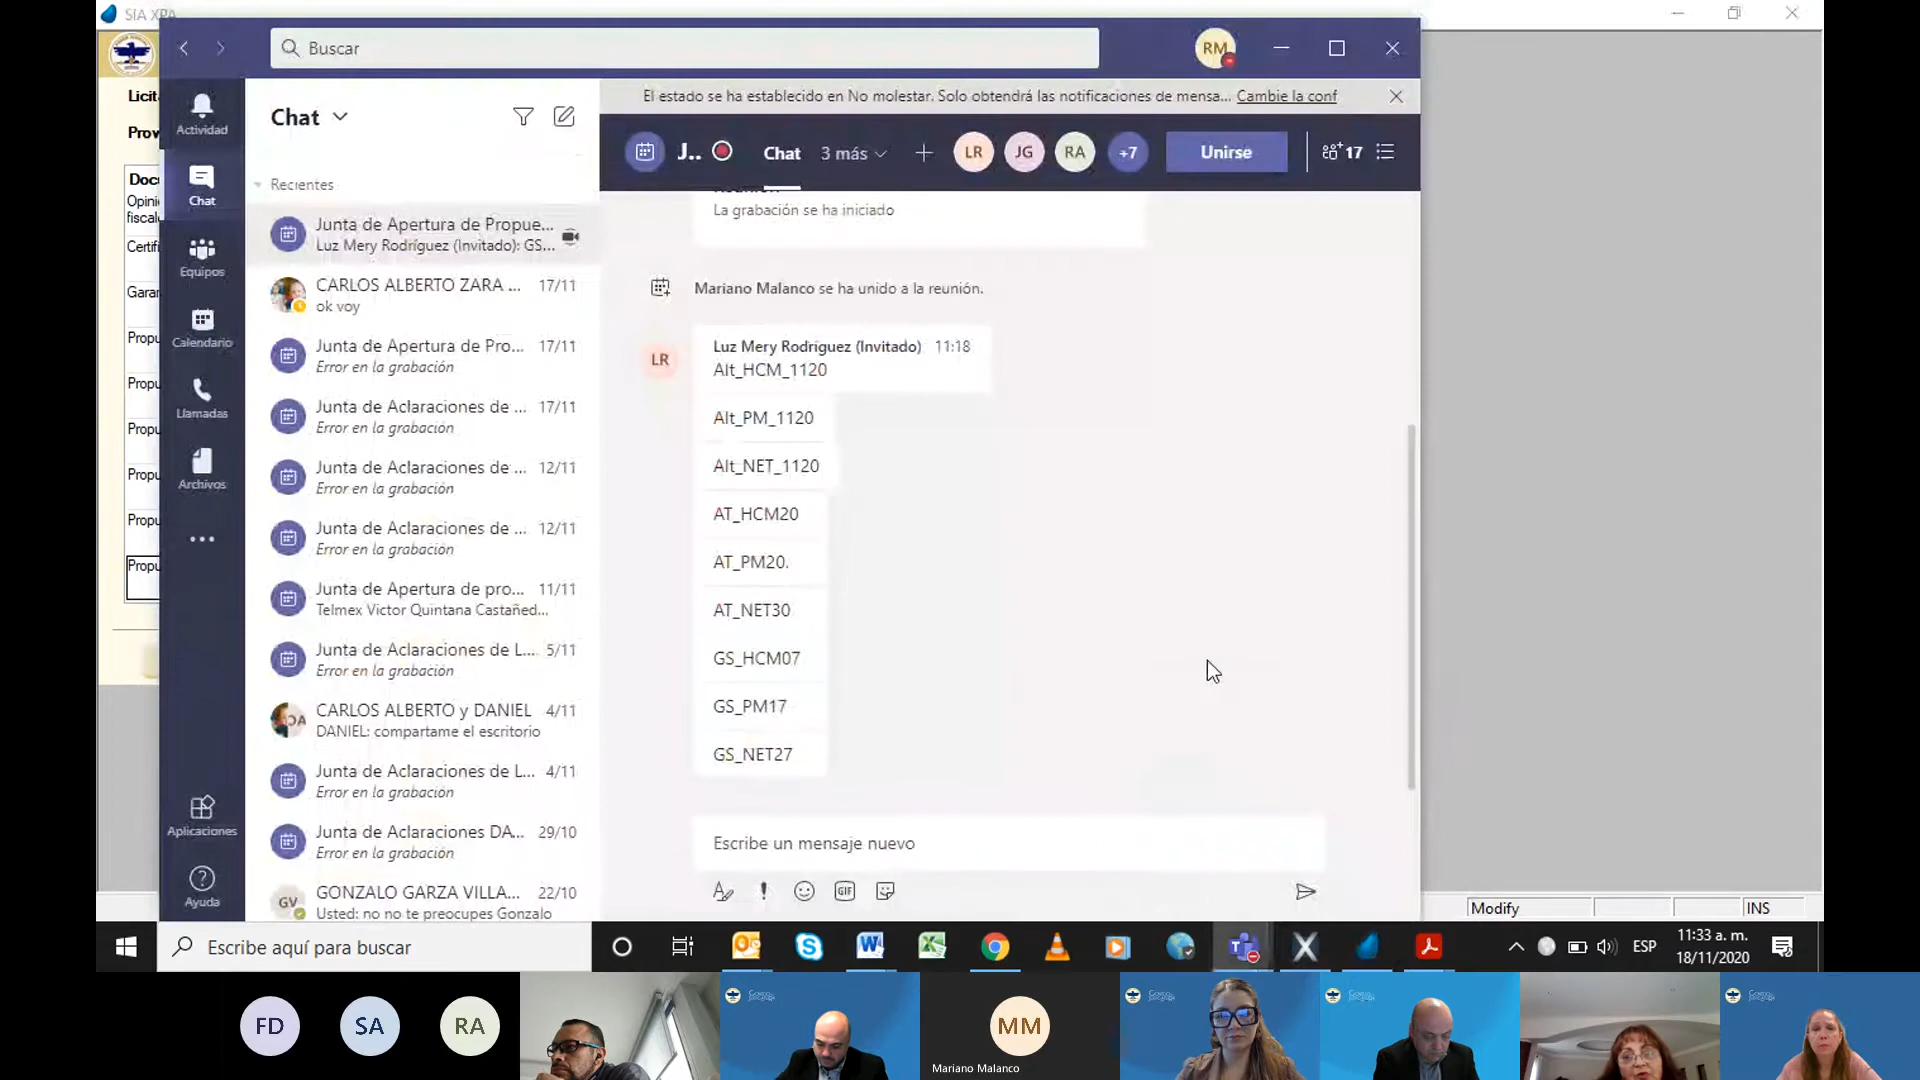 SIA XPA
Buscar
RM
Licit
Prov
Doc
Opini
fiscale
Certifi
Garan
Propu
Propu
Propu
Propu
Propu
Propu
Actividad
Chat
Equipos
Calendario
Llamadas
Archivos
Aplicaciones
Ayuda
Chat
Recientes
Junta de Apertura de Propue...
Luz Mery Rodríguez (Invitado): GS...
CARLOS ALBERTO ZARA ... 17/11
ok voy
Junta de Apertura de Pro... 17/11
Error en la grabación
Junta de Aclaraciones de ... 17/11
Error en la grabación
Junta de Aclaraciones de ... 12/11
Error en la grabación
Junta de Aclaraciones de ... 12/11
Error en la grabación
Junta de Apertura de pro... 11/11
Telmex Victor Quintana Castañed...
Junta de Aclaraciones de L... 5/11
Error en la grabación
CARLOS ALBERTO y DANIEL 4/11
DANIEL: compartame el escritorio
Junta de Aclaraciones de L... 4/11
Error en la grabación
Junta de Aclaraciones DA... 29/10
Error en la grabación
GV
GONZALO GARZA VILLA... 22/10
Usted: no no te preocupes Gonzalo
El estado se ha establecido en No molestar. Solo obtendrá las notificaciones de mensa... Cambie la conf
J.. Chat 3 más LR JG RA +7 Unirse 17
Reunión
La grabación se ha iniciado
Mariano Malanco se ha unido a la reunión.
LR
Luz Mery Rodríguez (Invitado) 11:18
Alt_HCM_1120
Alt_PM_1120
Alt_NET_1120
AT_HCM20
AT_PM20.
AT_NET30
GS_HCM07
GS_PM17
GS_NET27
Escribe un mensaje nuevo
GIF
Modify INS
Escribe aquí para buscar
ESP
11:33 a. m.
18/11/2020
FD SA RA MM
Mariano Malanco